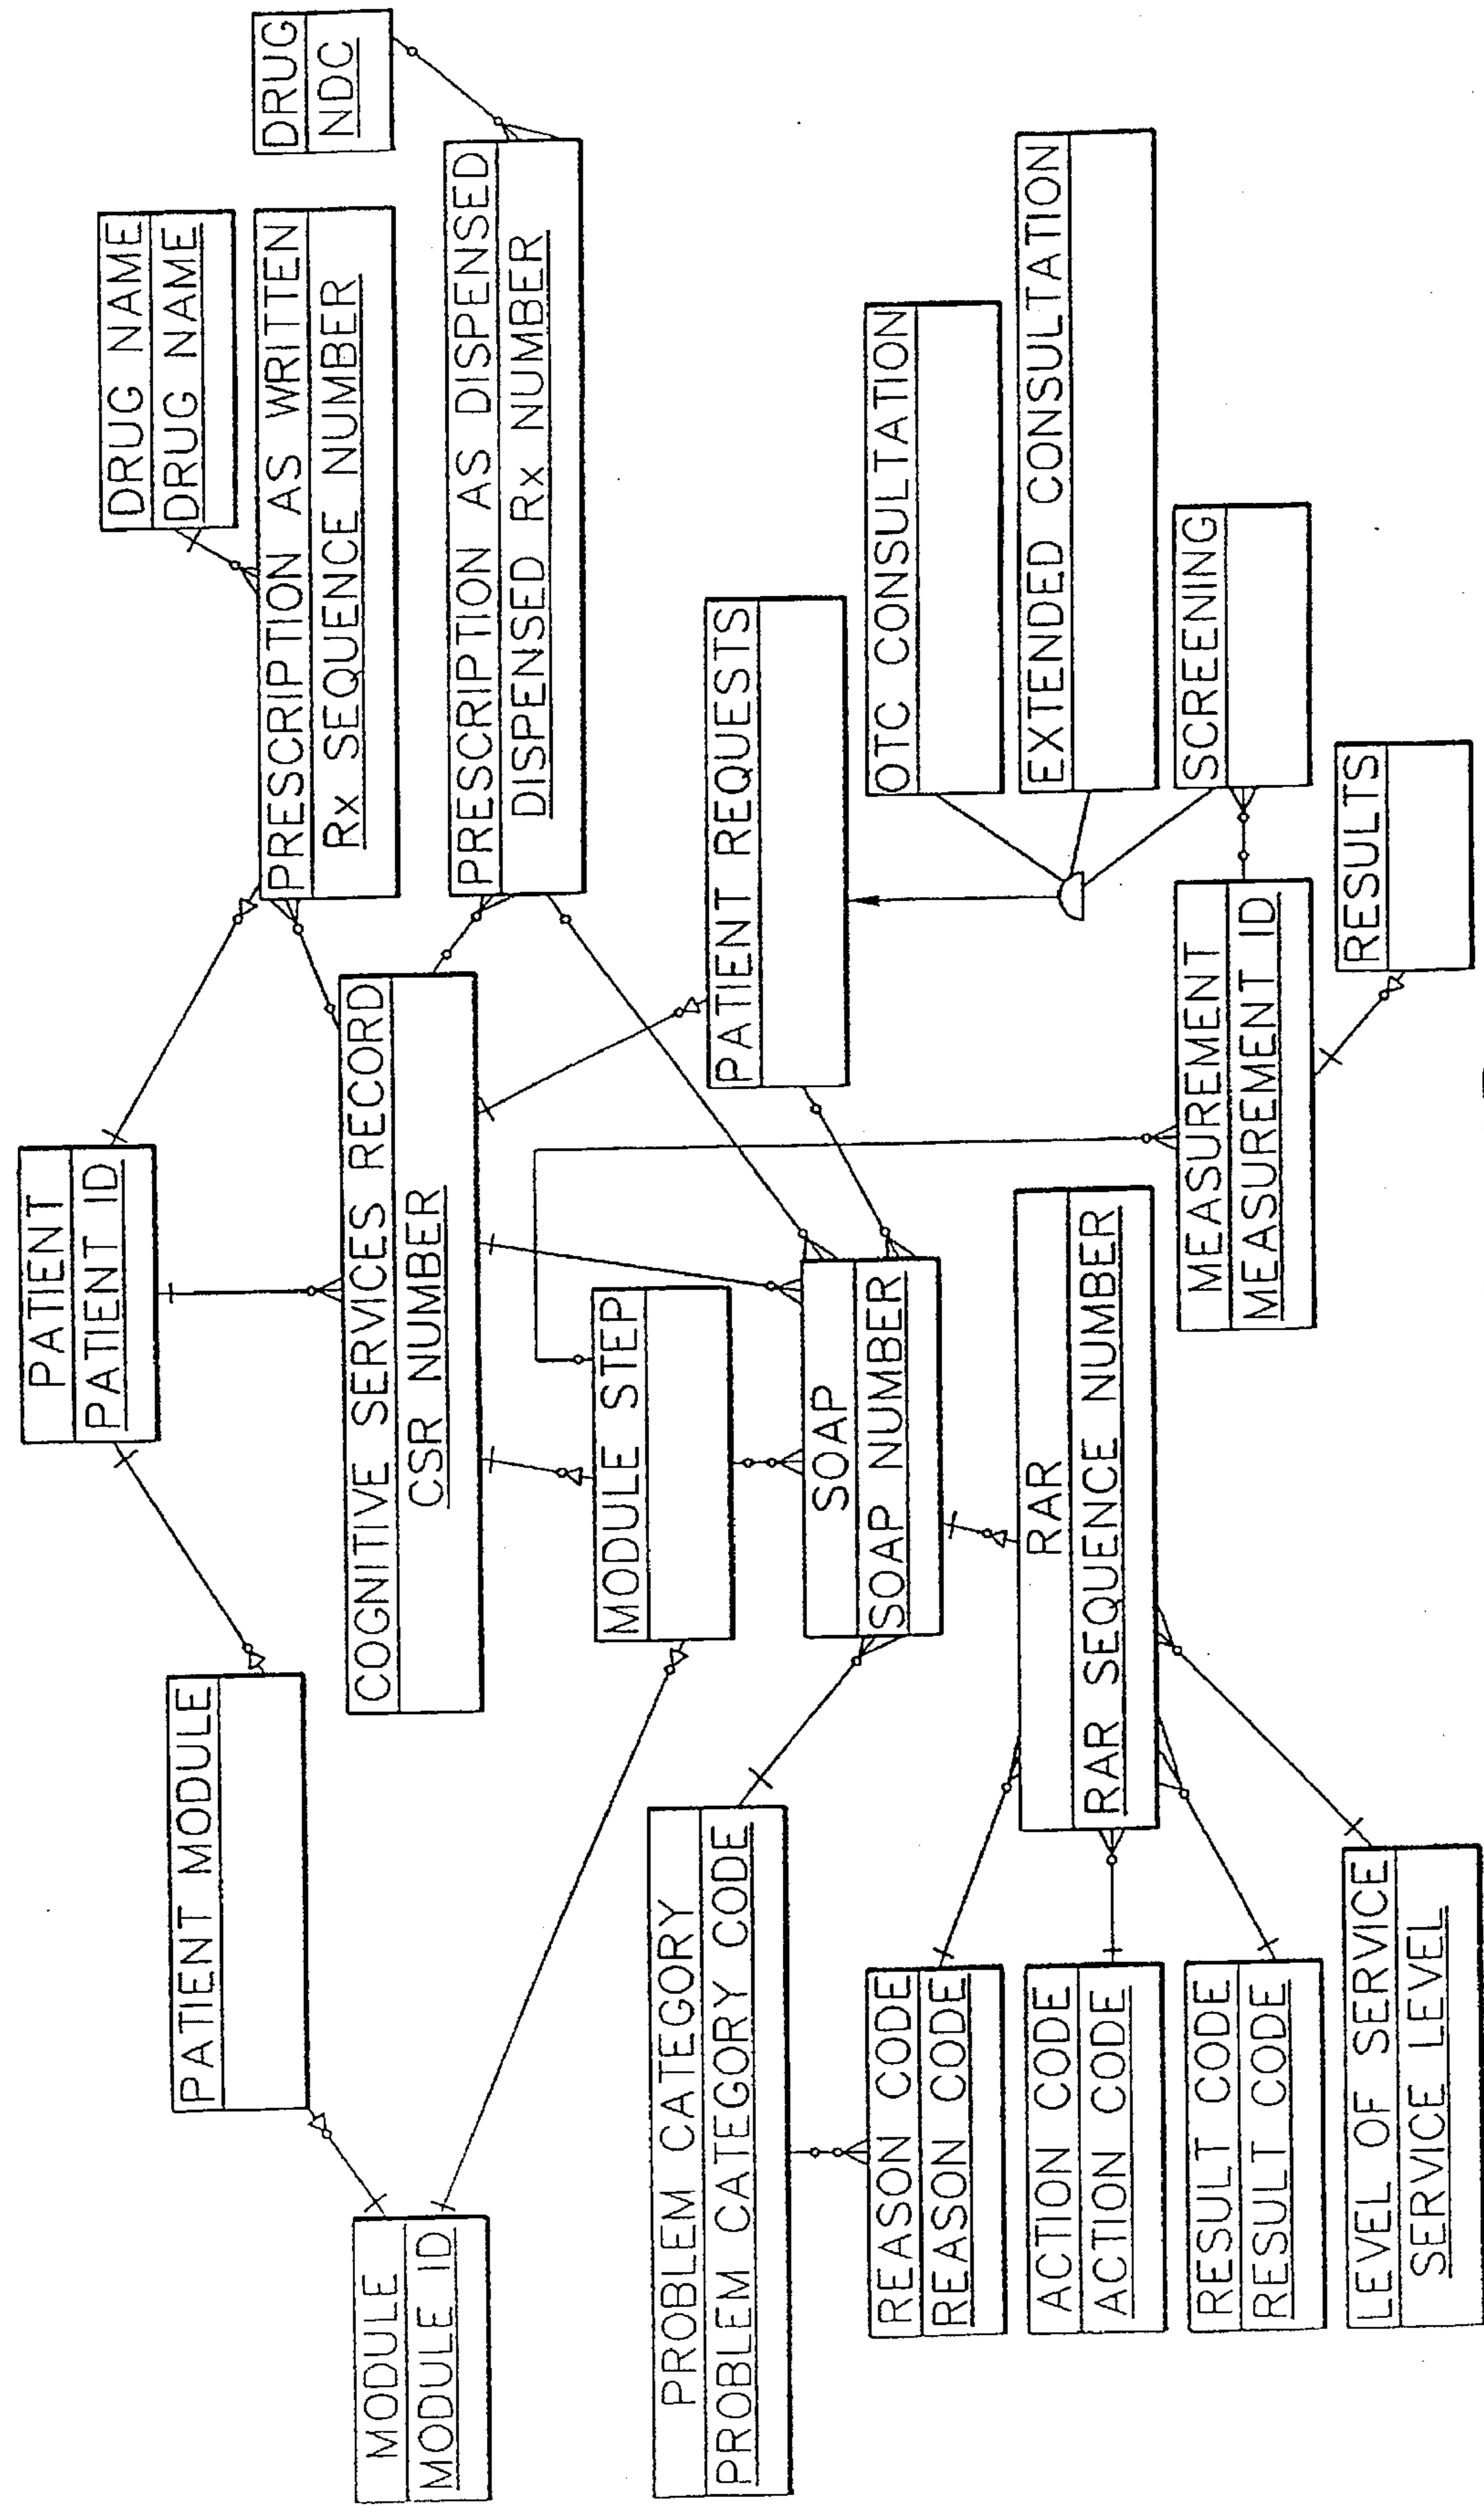 PATIENT
PATIENT ID
DRUG NAME
DRUG NAME
PATIENT MODULE
DRUG
NDC
PRESCRIPTION AS WRITTEN
Rx SEQUENCE NUMBER
MODULE
MODULE ID
COGNITIVE SERVICES RECORD
CSR NUMBER
PRESCRIPTION AS DISPENSED
DISPENSED Rx NUMBER
MODULE STEP
PROBLEM CATEGORY
PROBLEM CATEGORY CODE
PATIENT REQUESTS
SOAP
SOAP NUMBER
OTC CONSULTATION
REASON CODE
REASON CODE
RAR
RAR SEQUENCE NUMBER
EXTENDED CONSULTATION
ACTION CODE
ACTION CODE
MEASUREMENT
MEASUREMENT ID
SCREENING
RESULT CODE
RESULT CODE
RESULTS
LEVEL OF SERVICE
SERVICE LEVEL